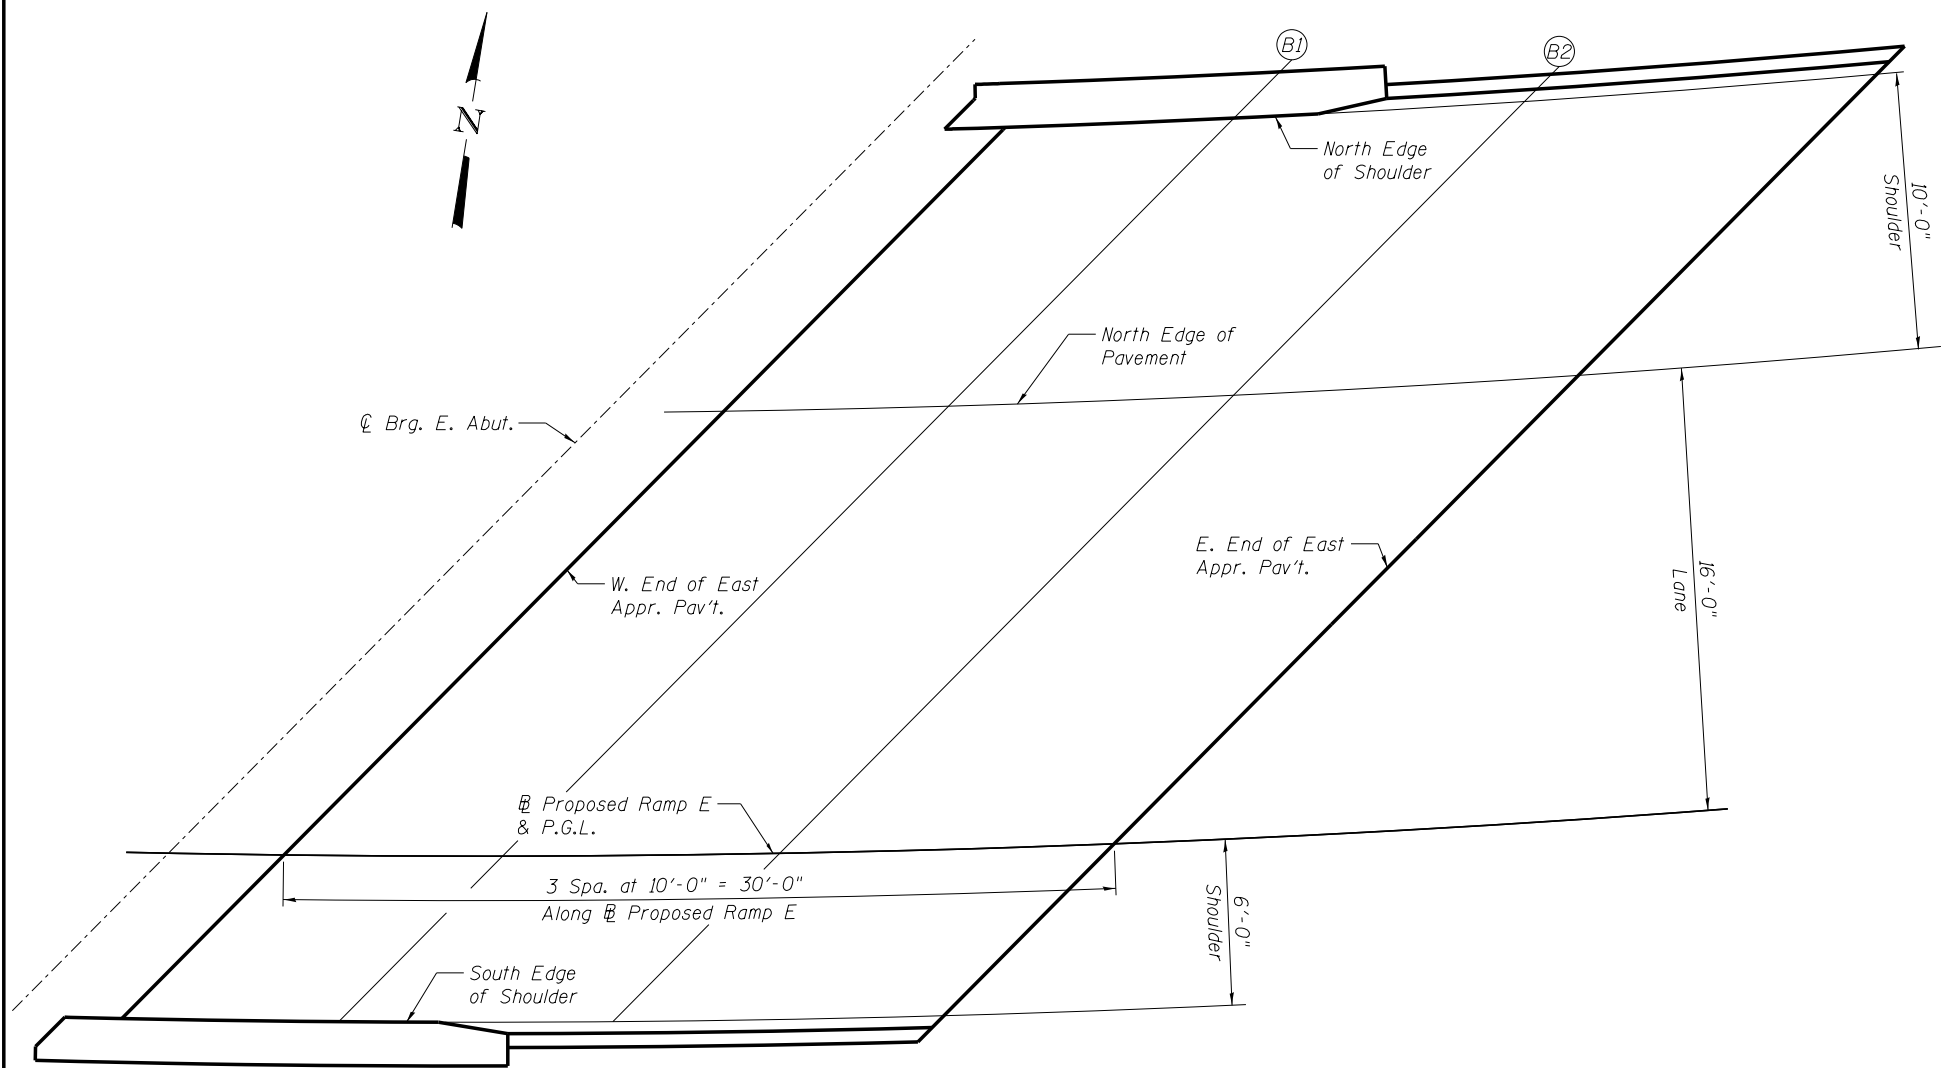 B1
B2
N
North Edge
of Shoulder
10'-0"
Shoulder
North Edge of
Pavement
℄ Brg. E. Abut.
E. End of East
Appr. Pav't.
W. End of East
Appr. Pav't.
16'-0"
Lane
BL Proposed Ramp E
& P.G.L.
3 Spa. at 10'-0" = 30'-0"
Along BL Proposed Ramp E
6'-0"
Shoulder
South Edge
of Shoulder